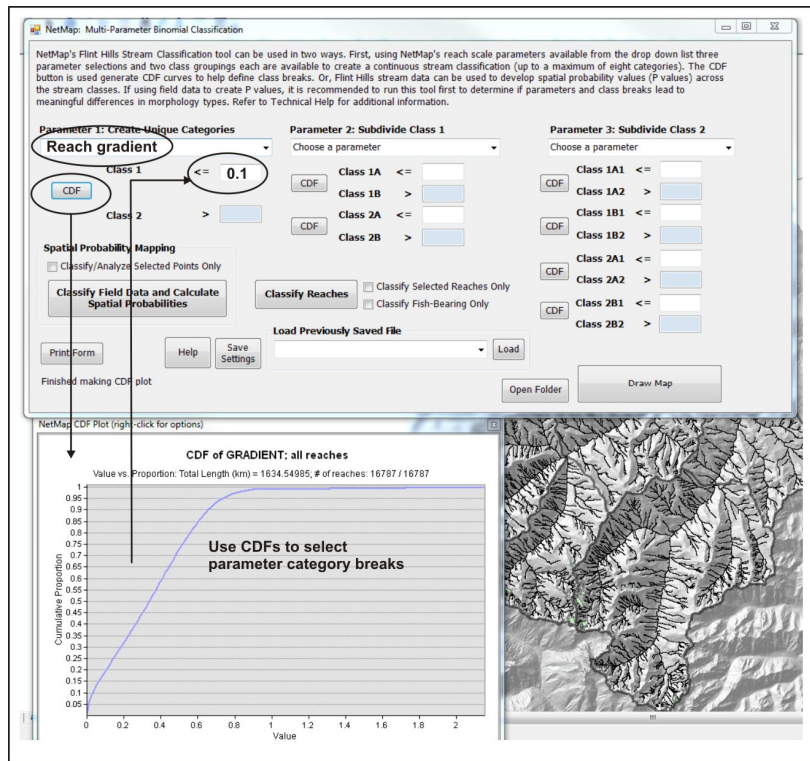 NetMap: Multi-Parameter Binomial Classification
NetMap's Flint Hills Stream Classification tool can be used in two ways. First, using NetMap's reach scale parameters available from the drop down list three
parameter selections and two class groupings each are available to create a continuous stream classification (up to a maximum of eight categories). The CDF
button is used generate CDF curves to help define class breaks. Or, Flint Hills stream data can be used to develop spatial probability values (P values) across
the stream classes. If using field data to create P values, it is recommended to run this tool first to determine if parameters and class breaks lead to
meaningful differences in morphology types. Refer to Technical Help for additional information.
Parameter 1: Create Unique Categories
Reach gradient
Class 1 <= 0.1
CDF
Class 2 >
Parameter 2: Subdivide Class 1
Choose a parameter
CDF
Class 1A <=
Class 1B >
CDF
Class 2A <=
Class 2B >
Parameter 3: Subdivide Class 2
Choose a parameter
CDF
Class 1A1 <=
Class 1A2 >
CDF
Class 1B1 <=
Class 1B2 >
CDF
Class 2A1 <=
Class 2A2 >
CDF
Class 2B1 <=
Class 2B2 >
Spatial Probability Mapping
Classify/Analyze Selected Points Only
Classify Field Data and Calculate
Spatial Probabilities
Classify Reaches
Classify Selected Reaches Only
Classify Fish-Bearing Only
Load Previously Saved File
Load
Print Form
Help
Save
Settings
Finished making CDF plot
Open Folder
Draw Map
NetMap CDF Plot (right-click for options)
CDF of GRADIENT; all reaches
Value vs. Proportion: Total Length (km) = 1634.54985; # of reaches: 16787 / 16787
Cumulative Proportion
1
0.95
0.9
0.85
0.8
0.75
0.7
0.65
0.6
0.55
0.5
0.45
0.4
0.35
0.3
0.25
0.2
0.15
0.1
0.05
Use CDFs to select
parameter category breaks
0 0.2 0.4 0.6 0.8 1 1.2 1.4 1.6 1.8 2
Value